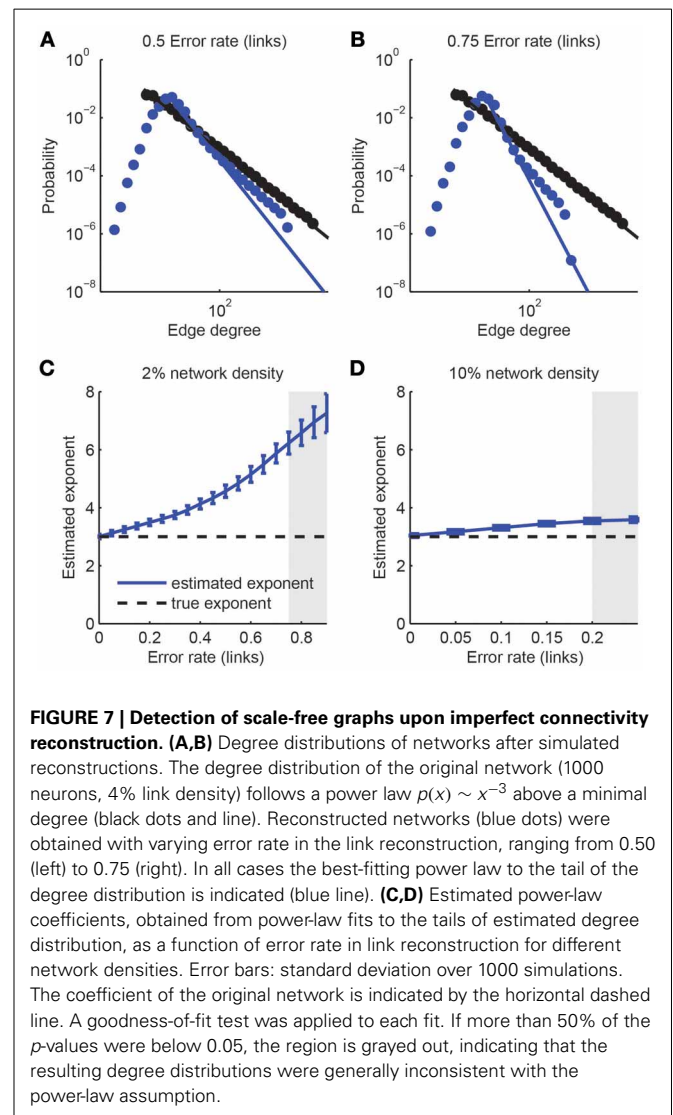 A
0.5 Error rate (links)
10⁰
10⁻²
10⁻⁴
10⁻⁶
10⁻⁸
Probability
10²
Edge degree
B
0.75 Error rate (links)
10⁰
10⁻²
10⁻⁴
10⁻⁶
10⁻⁸
Probability
10²
Edge degree
C
2% network density
8
6
4
2
0
Estimated exponent
estimated exponent
true exponent
0 0.2 0.4 0.6 0.8
Error rate (links)
D
10% network density
8
6
4
2
0
Estimated exponent
0 0.05 0.1 0.15 0.2
Error rate (links)
FIGURE 7 | Detection of scale-free graphs upon imperfect connectivity
reconstruction. (A,B) Degree distributions of networks after simulated
reconstructions. The degree distribution of the original network (1000
neurons, 4% link density) follows a power law p(x) ∼ x⁻³ above a minimal
degree (black dots and line). Reconstructed networks (blue dots) were
obtained with varying error rate in the link reconstruction, ranging from 0.50
(left) to 0.75 (right). In all cases the best-fitting power law to the tail of the
degree distribution is indicated (blue line). (C,D) Estimated power-law
coefficients, obtained from power-law fits to the tails of estimated degree
distribution, as a function of error rate in link reconstruction for different
network densities. Error bars: standard deviation over 1000 simulations.
The coefficient of the original network is indicated by the horizontal dashed
line. A goodness-of-fit test was applied to each fit. If more than 50% of the
p-values were below 0.05, the region is grayed out, indicating that the
resulting degree distributions were generally inconsistent with the
power-law assumption.